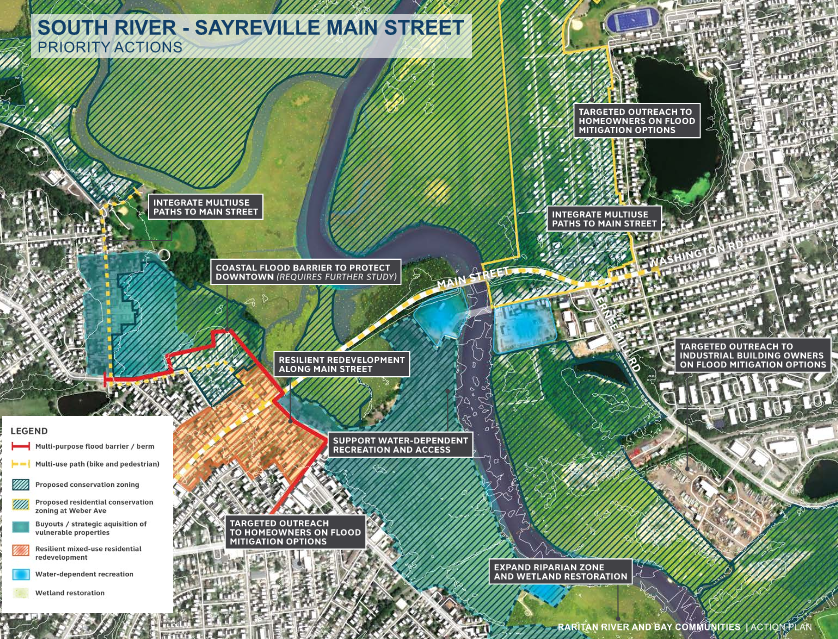 SOUTH RIVER - SAYREVILLE MAIN STREET
PRIORITY ACTIONS
TARGETED OUTREACH TO
HOMEOWNERS ON FLOOD
MITIGATION OPTIONS
INTEGRATE MULTIUSE
PATHS TO MAIN STREET
INTEGRATE MULTIUSE
PATHS TO MAIN STREET
WASHINGTON RD
COASTAL FLOOD BARRIER TO PROTECT
DOWNTOWN (REQUIRES FURTHER STUDY)
MAIN STREET
TARGETED OUTREACH TO
INDUSTRIAL BUILDING OWNERS
ON FLOOD MITIGATION OPTIONS
RESILIENT REDEVELOPMENT
ALONG MAIN STREET
LEGEND
Multi-purpose flood barrier / berm
Multi-use path (bike and pedestrian)
Proposed conservation zoning
Proposed residential conservation
zoning at Weber Ave
Buyouts / strategic aquisition of
vulnerable properties
Resilient mixed-use residential
redevelopment
Water-dependent recreation
Wetland restoration
SUPPORT WATER-DEPENDENT
RECREATION AND ACCESS
TARGETED OUTREACH
TO HOMEOWNERS ON FLOOD
MITIGATION OPTIONS
EXPAND RIPARIAN ZONE
AND WETLAND RESTORATION
RARITAN RIVER AND BAY COMMUNITIES | ACTION PLAN